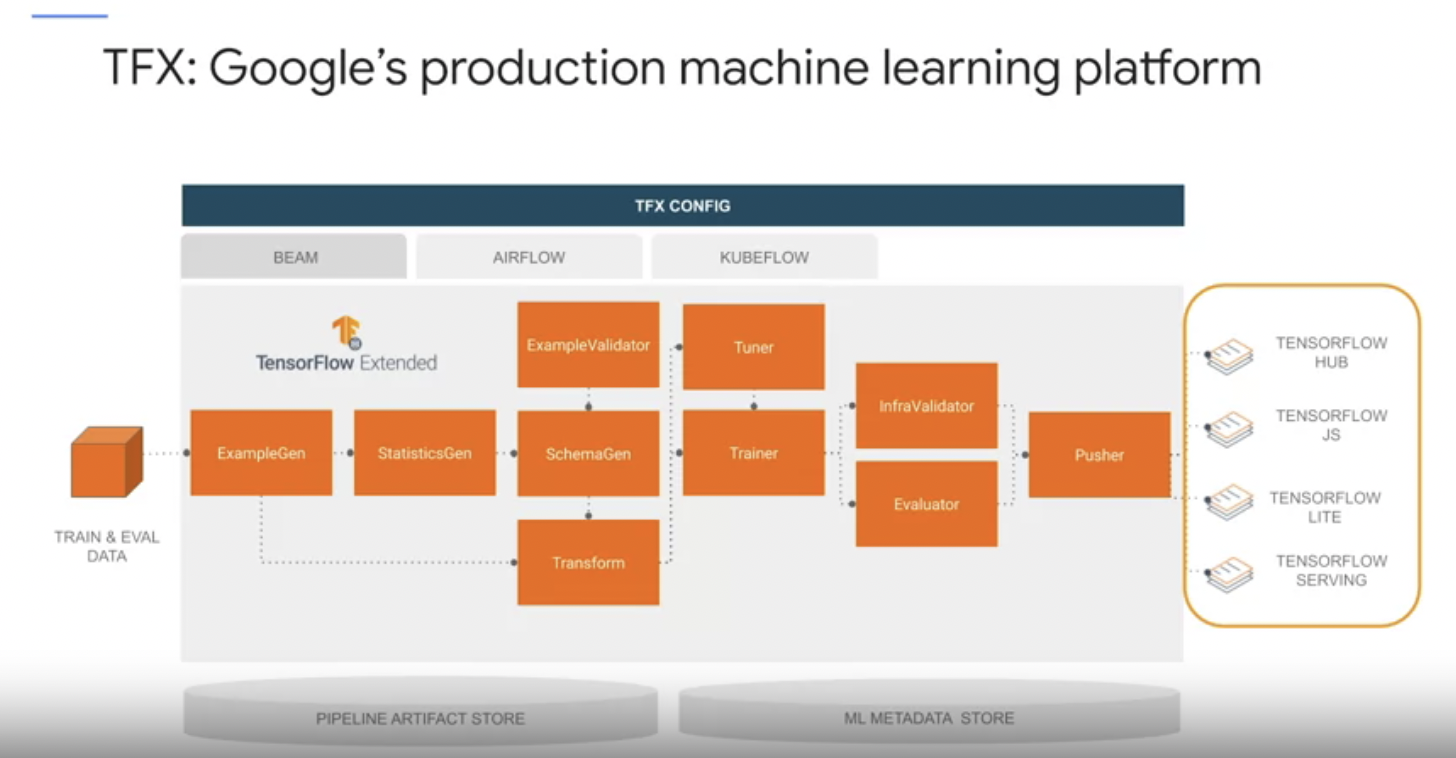 TFX: Google's production machine learning platform
TFX CONFIG
BEAM
AIRFLOW
KUBEFLOW
TensorFlow Extended
ExampleValidator
Tuner
InfraValidator
ExampleGen
StatisticsGen
SchemaGen
Trainer
Pusher
Evaluator
Transform
TRAIN & EVAL
DATA
TENSORFLOW
HUB
TENSORFLOW
JS
TENSORFLOW
LITE
TENSORFLOW
SERVING
PIPELINE ARTIFACT STORE
ML METADATA STORE